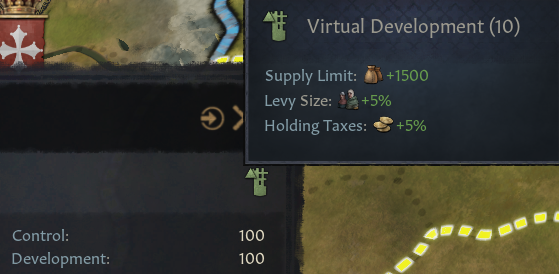 Virtual Development (10)
Supply Limit: +1500
Levy Size: +5%
Holding Taxes: +5%
Control: 100
Development: 100